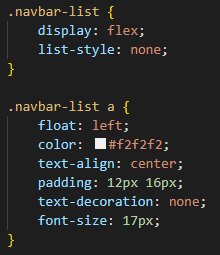 .navbar-list {
    display: flex;
    list-style: none;
}

.navbar-list a {
    float: left;
    color: #f2f2f2;
    text-align: center;
    padding: 12px 16px;
    text-decoration: none;
    font-size: 17px;
}